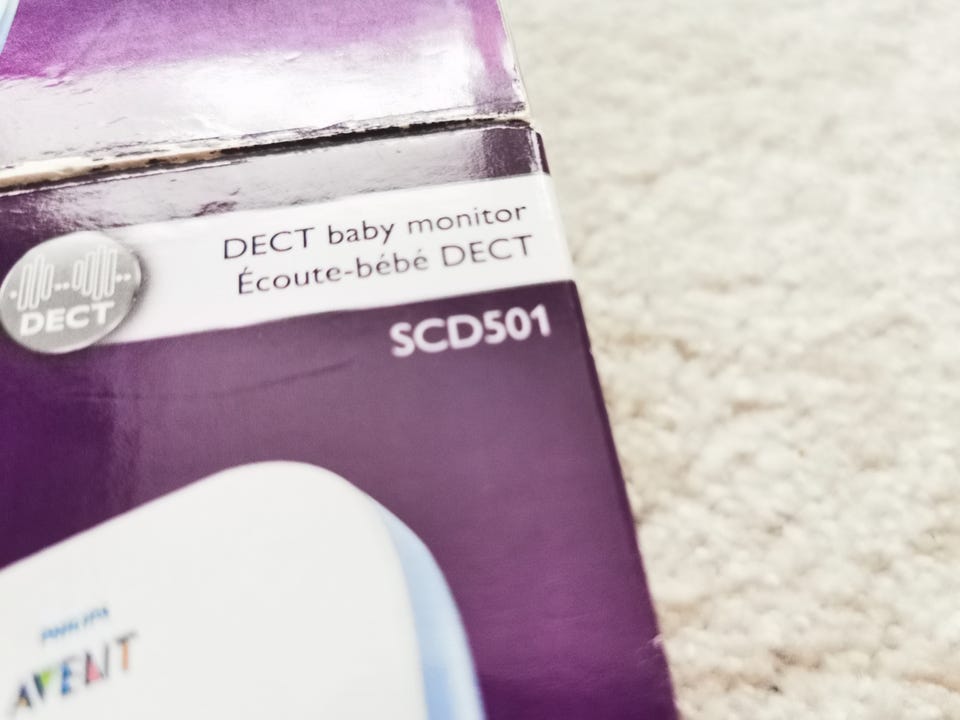 DECT baby monitor
Écoute-bébé DECT
DECT
SCD501
PHILIPS
AVENT